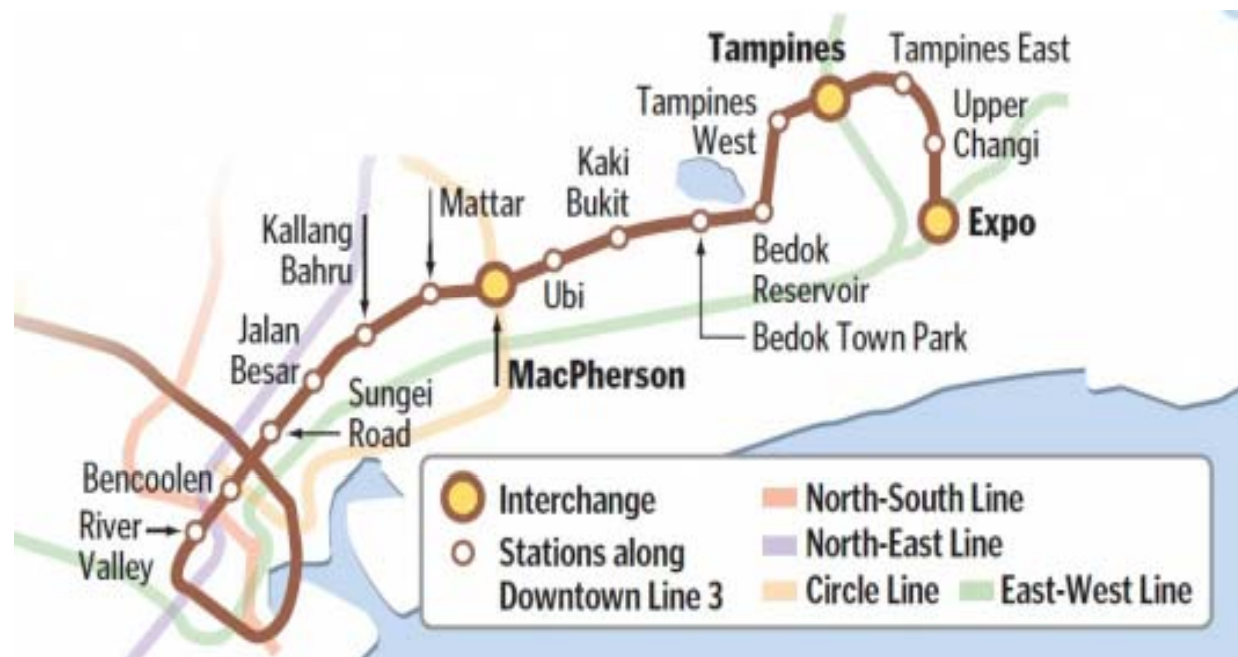 Tampines
Tampines East
Tampines
West
Upper
Changi
Kaki
Bukit
Mattar
Kallang
Bahru
Expo
Bedok
Reservoir
Ubi
Bedok Town Park
Jalan
Besar
MacPherson
Sungei
Road
Bencoolen
River
Valley
Interchange
Stations along
Downtown Line 3
North-South Line
North-East Line
Circle Line
East-West Line